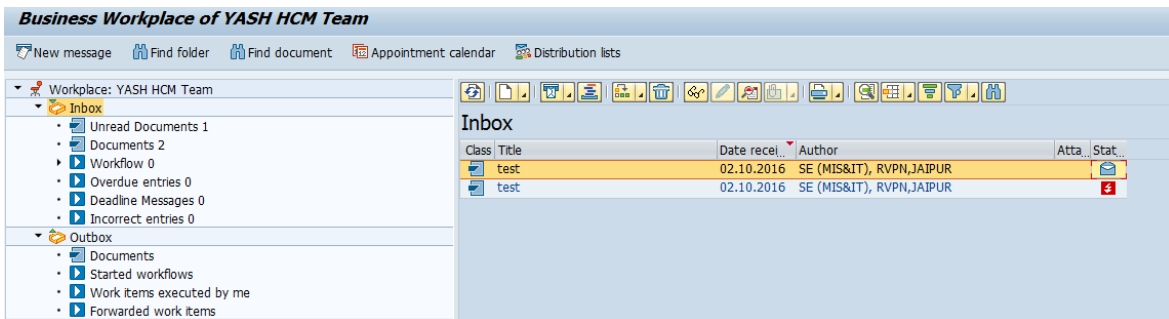 Business Workplace of YASH HCM Team
New message Find folder Find document Appointment calendar Distribution lists
Workplace: YASH HCM Team
Inbox
Unread Documents 1
Documents 2
Workflow 0
Overdue entries 0
Deadline Messages 0
Incorrect entries 0
Outbox
Documents
Started workflows
Work items executed by me
Forwarded work items
Inbox
Class Title Date recei... Author Atta... Stat...
test 02.10.2016 SE (MIS&IT), RVPN,JAIPUR
test 02.10.2016 SE (MIS&IT), RVPN,JAIPUR